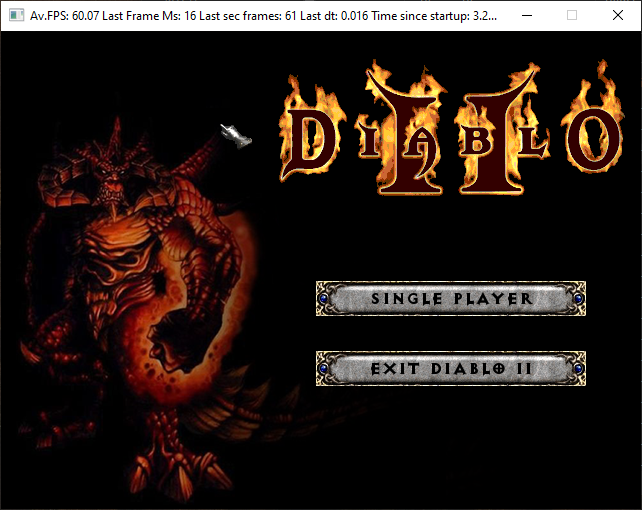 Av.FPS: 60.07 Last Frame Ms: 16 Last sec frames: 61 Last dt: 0.016 Time since startup: 3.2...
DIABLO
II
SINGLE PLAYER
EXIT DIABLO II